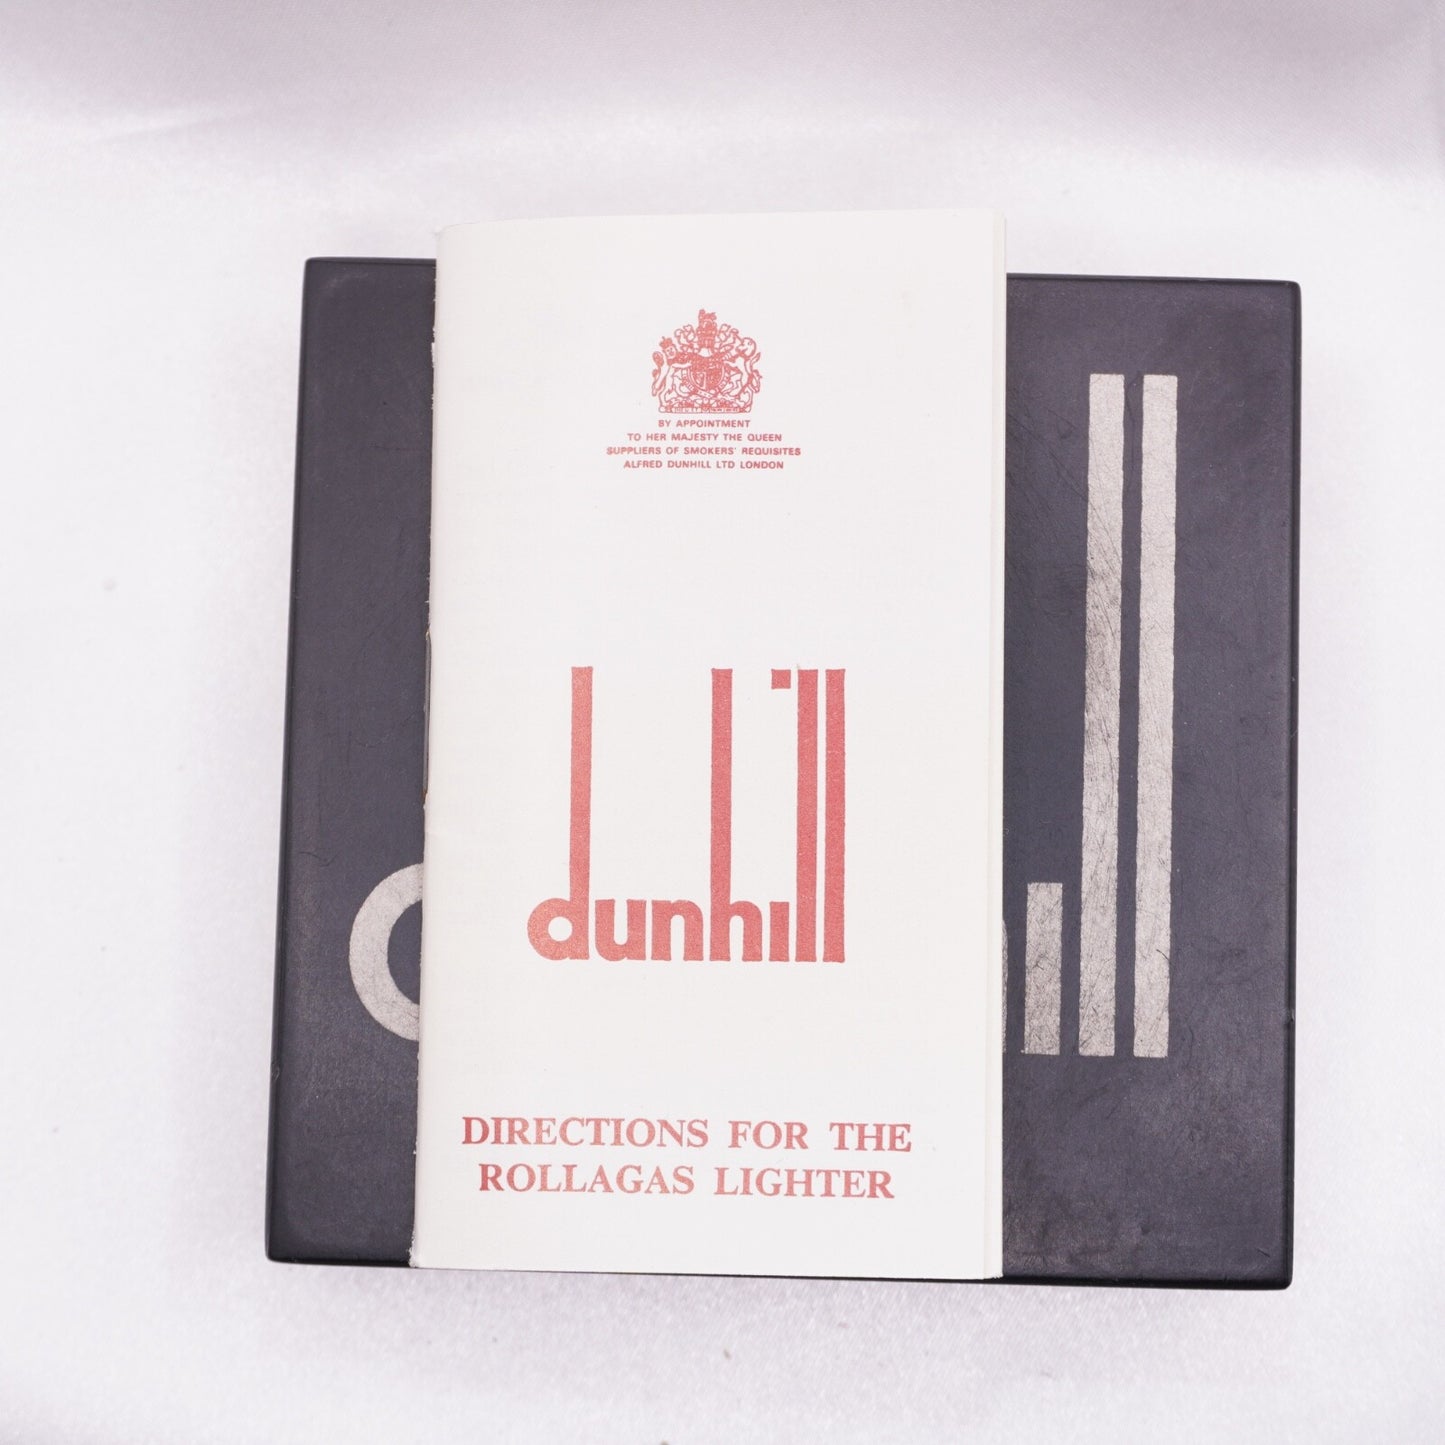 BY APPOINTMENT
TO HER MAJESTY THE QUEEN
SUPPLIERS OF SMOKERS' REQUISITES
ALFRED DUNHILL LTD LONDON
dunhill
DIRECTIONS FOR THE
ROLLAGAS LIGHTER